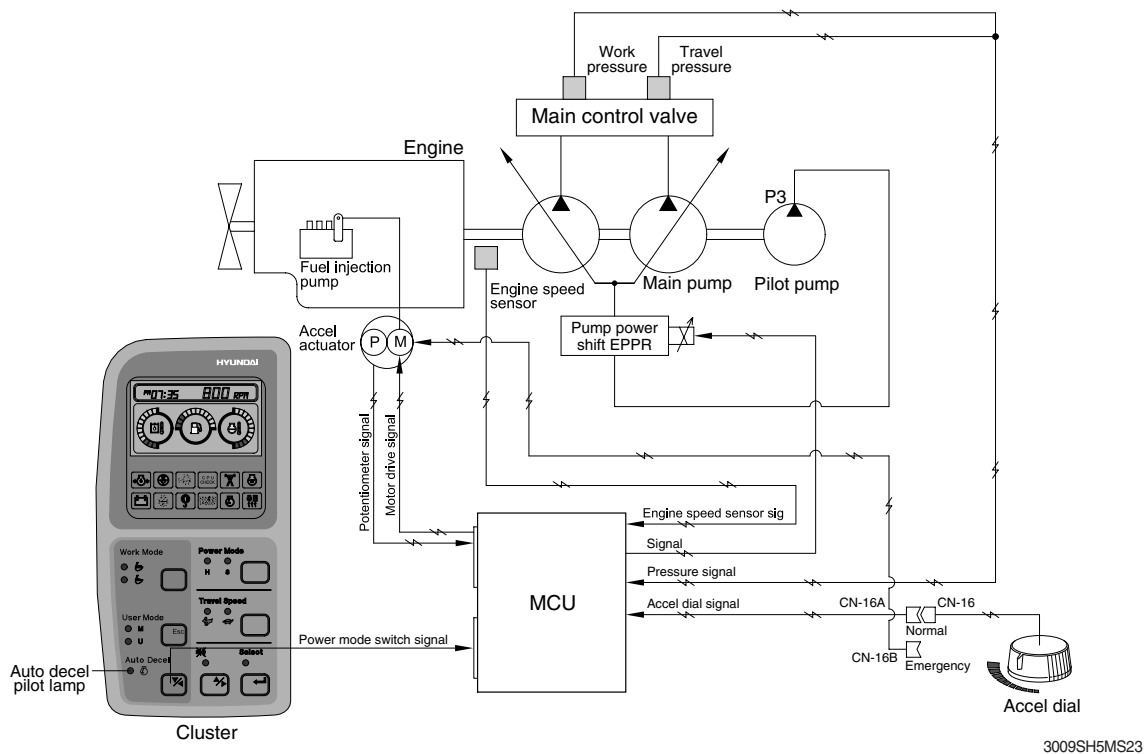 Work
pressure
Travel
pressure
Main control valve
Engine
P3
Fuel injection
pump
Engine speed
sensor
Main pump
Pilot pump
Accel
actuator
P
M
Pump power
shift EPPR
HYUNDAI
PM 07:35
800 RPM
CPU
CHECK
Potentiometer signal
Motor drive signal
Engine speed sensor sig
Signal
Pressure signal
MCU
Accel dial signal
CN-16A
CN-16
Normal
CN-16B
Emergency
Accel dial
Work Mode
Power Mode
H
S
Travel Speed
User Mode
M
U
Esc
Power mode switch signal
Auto Decel
Select
Auto decel
pilot lamp
Cluster
3009SH5MS23